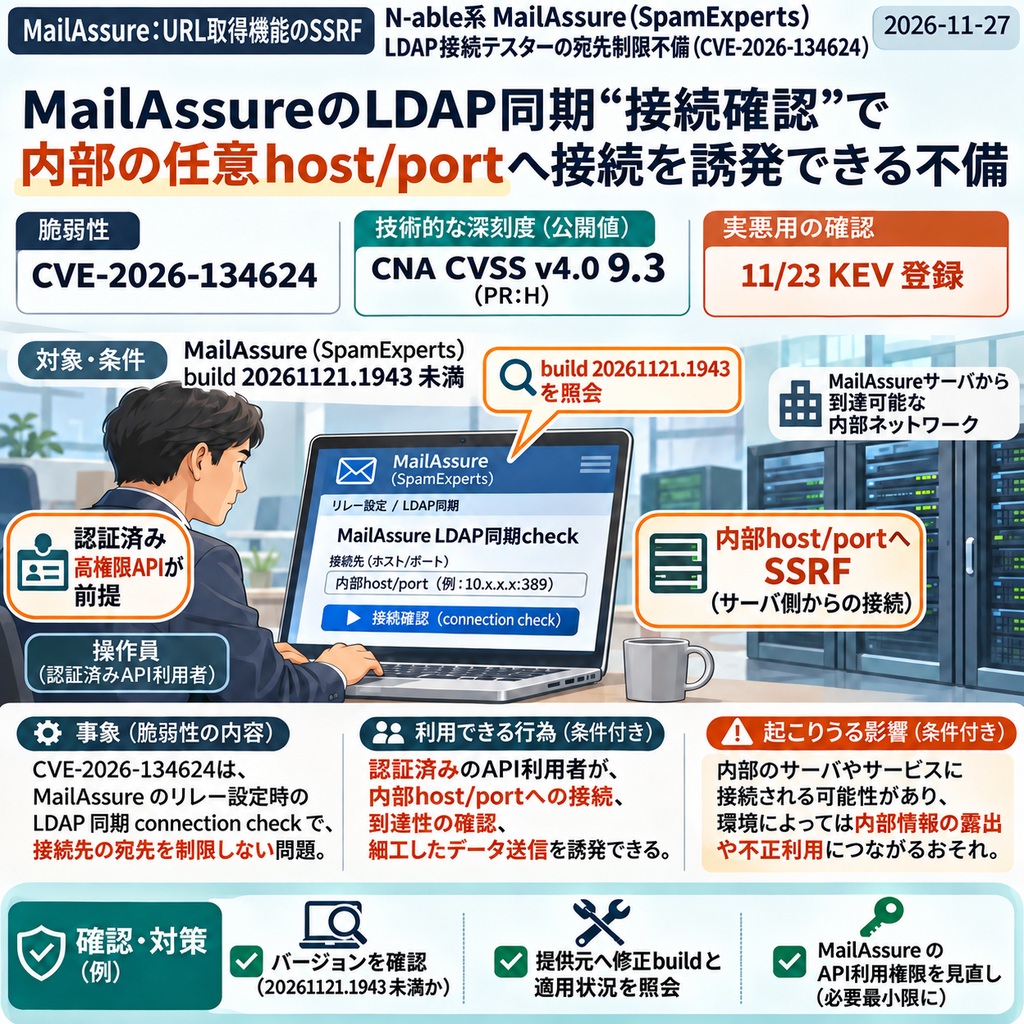 MailAssure:URL取得機能のSSRF
N-able系 MailAssure(SpamExperts)
LDAP接続テスターの宛先制限不備(CVE-2026-134624)
2026-11-27
MailAssureのLDAP同期“接続確認”で
内部の任意host/portへ接続を誘発できる不備
脆弱性
CVE-2026-134624
技術的な深刻度(公開値)
CNA CVSS v4.0 9.3
(PR:H)
実悪用の確認
11/23 KEV 登録
対象・条件
MailAssure(SpamExperts)
build 20261121.1943 未満
build 20261121.1943
を照会
MailAssureサーバから
到達可能な
内部ネットワーク
MailAssure
(SpamExperts)
リレー設定 / LDAP同期
MailAssure LDAP同期check
接続先(ホスト/ポート)
内部host/port(例:10.x.x.x:389)
接続確認(connection check)
認証済み
高権限APIが
前提
操作員
(認証済みAPI利用者)
内部host/portへ
SSRF
(サーバ側からの接続)
事象(脆弱性の内容)
CVE-2026-134624は、
MailAssure のリレー設定時の
LDAP 同期 connection check で、
接続先の宛先を制限しない問題。
利用できる行為(条件付き)
認証済みのAPI利用者が、
内部host/portへの接続、
到達性の確認、
細工したデータ送信を誘発できる。
起こりうる影響(条件付き)
内部のサーバやサービスに
接続される可能性があり、
環境によっては内部情報の露出
や不正利用につながるおそれ。
確認・対策
(例)
バージョンを確認
(20261121.1943 未満か)
提供元へ修正buildと
適用状況を照会
MailAssure の
API利用権限を見直し
(必要最小限に)